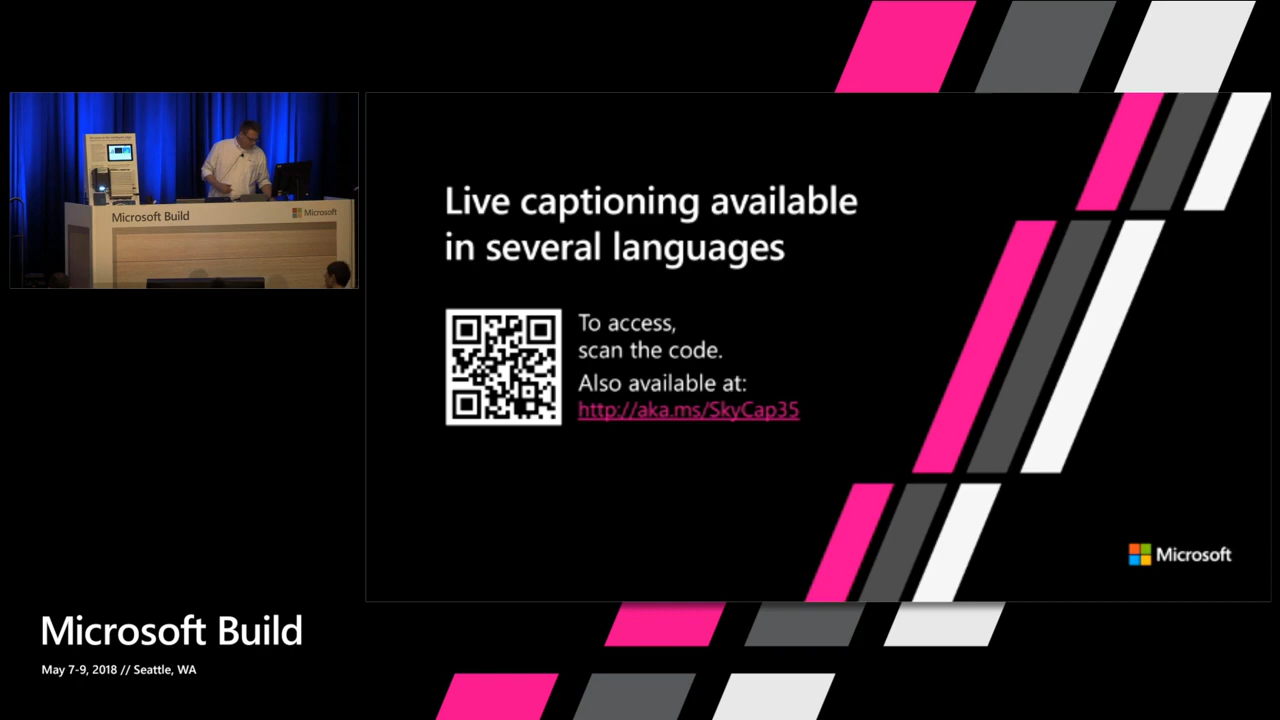 Microsoft Build
Microsoft
Live captioning available
in several languages
To access,
scan the code.
Also available at:
http://aka.ms/SkyCap35
Microsoft
Microsoft Build
May 7-9, 2018 // Seattle, WA